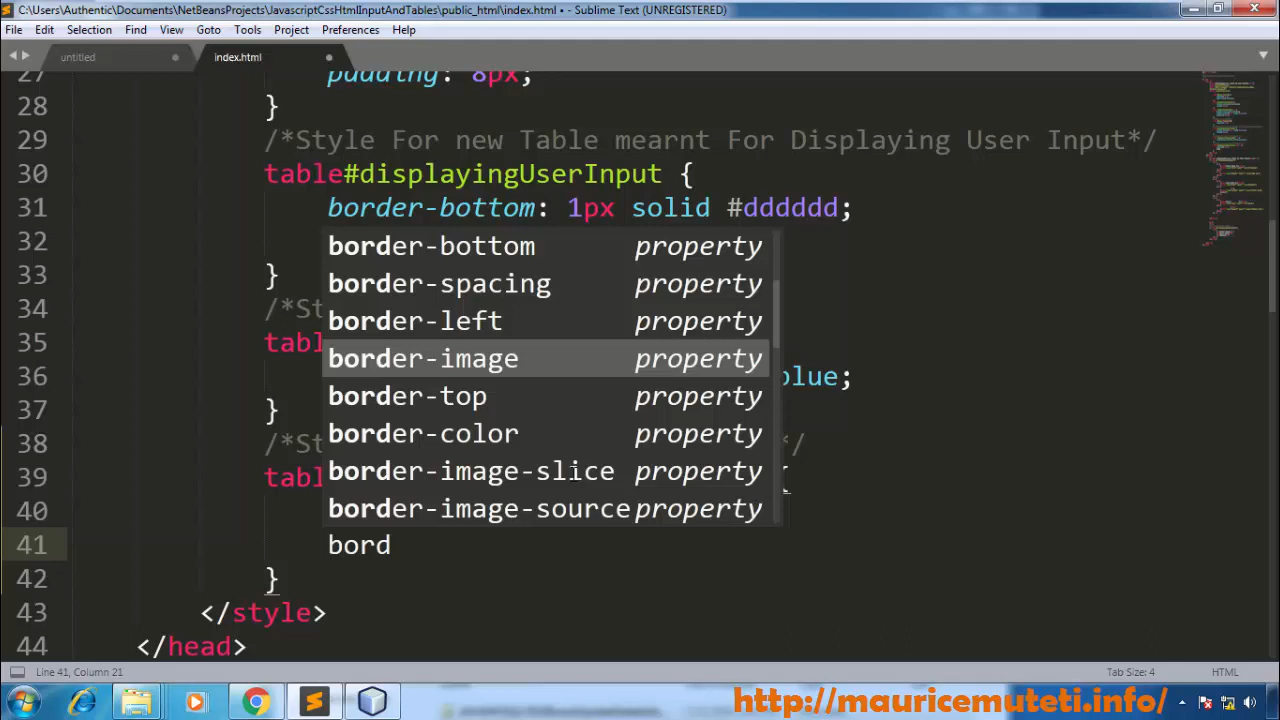 C:\Users\Authentic\Documents\NetBeansProjects\JavascriptCssHtmlInputAndTables\public_html\index.html • - Sublime Text (UNREGISTERED)
File Edit Selection Find View Goto Tools Project Preferences Help
untitled index.html
27 padding: 8px;
28 }
29 /*Style For new Table mearnt For Displaying User Input*/
30 table#displayingUserInput {
31 border-bottom: 1px solid #dddddd;
32 border-bottom property
border-spacing property
33 }
34 /*St border-left property
35 tabl border-image property
36 blue;
border-top property
37 }
38 /*St border-color property */
39 tabl border-image-slice property {
40 border-image-source property
41 bord
42 }
43 </style>
44 </head>
Line 41, Column 21 Tab Size: 4 HTML
http://mauricemuteti.info/